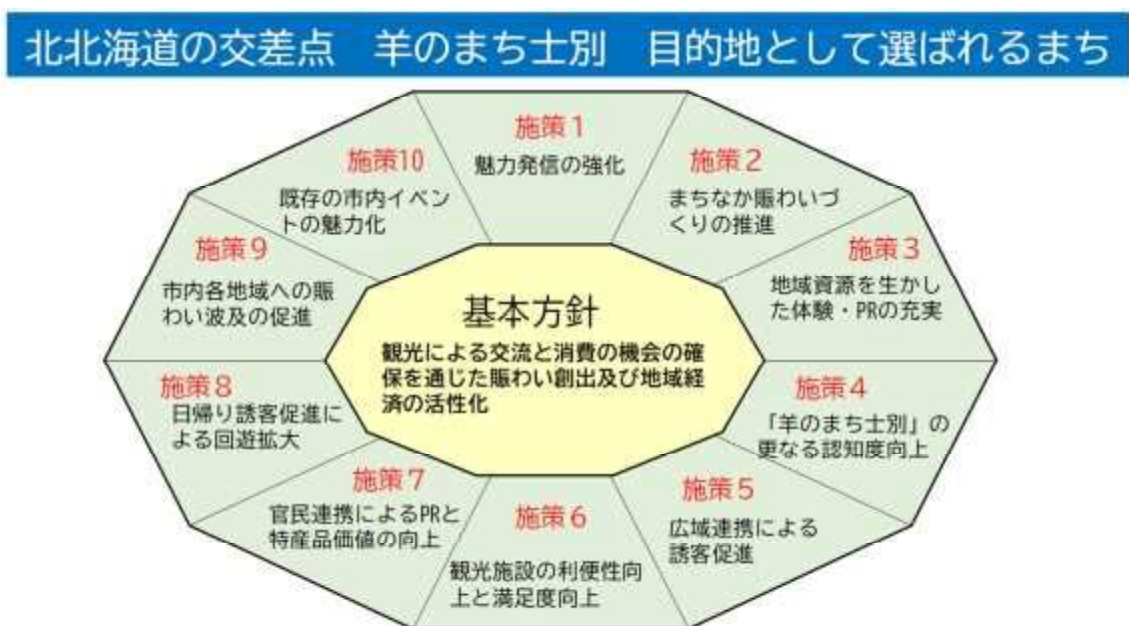 北北海道の交差点　羊のまち士別　目的地として選ばれるまち
施策1
魅力発信の強化
施策2
まちなか賑わいづ
くりの推進
施策3
地域資源を生かし
た体験・PRの充実
施策4
「羊のまち士別」の
更なる認知度向上
施策5
広域連携による
誘客促進
施策6
観光施設の利便性向
上と満足度向上
施策7
官民連携によるPRと
特産品価値の向上
施策8
日帰り誘客促進に
よる回遊拡大
施策9
市内各地域への賑
わい波及の促進
施策10
既存の市内イベン
トの魅力化
基本方針
観光による交流と消費の機会の確
保を通じた賑わい創出及び地域経
済の活性化